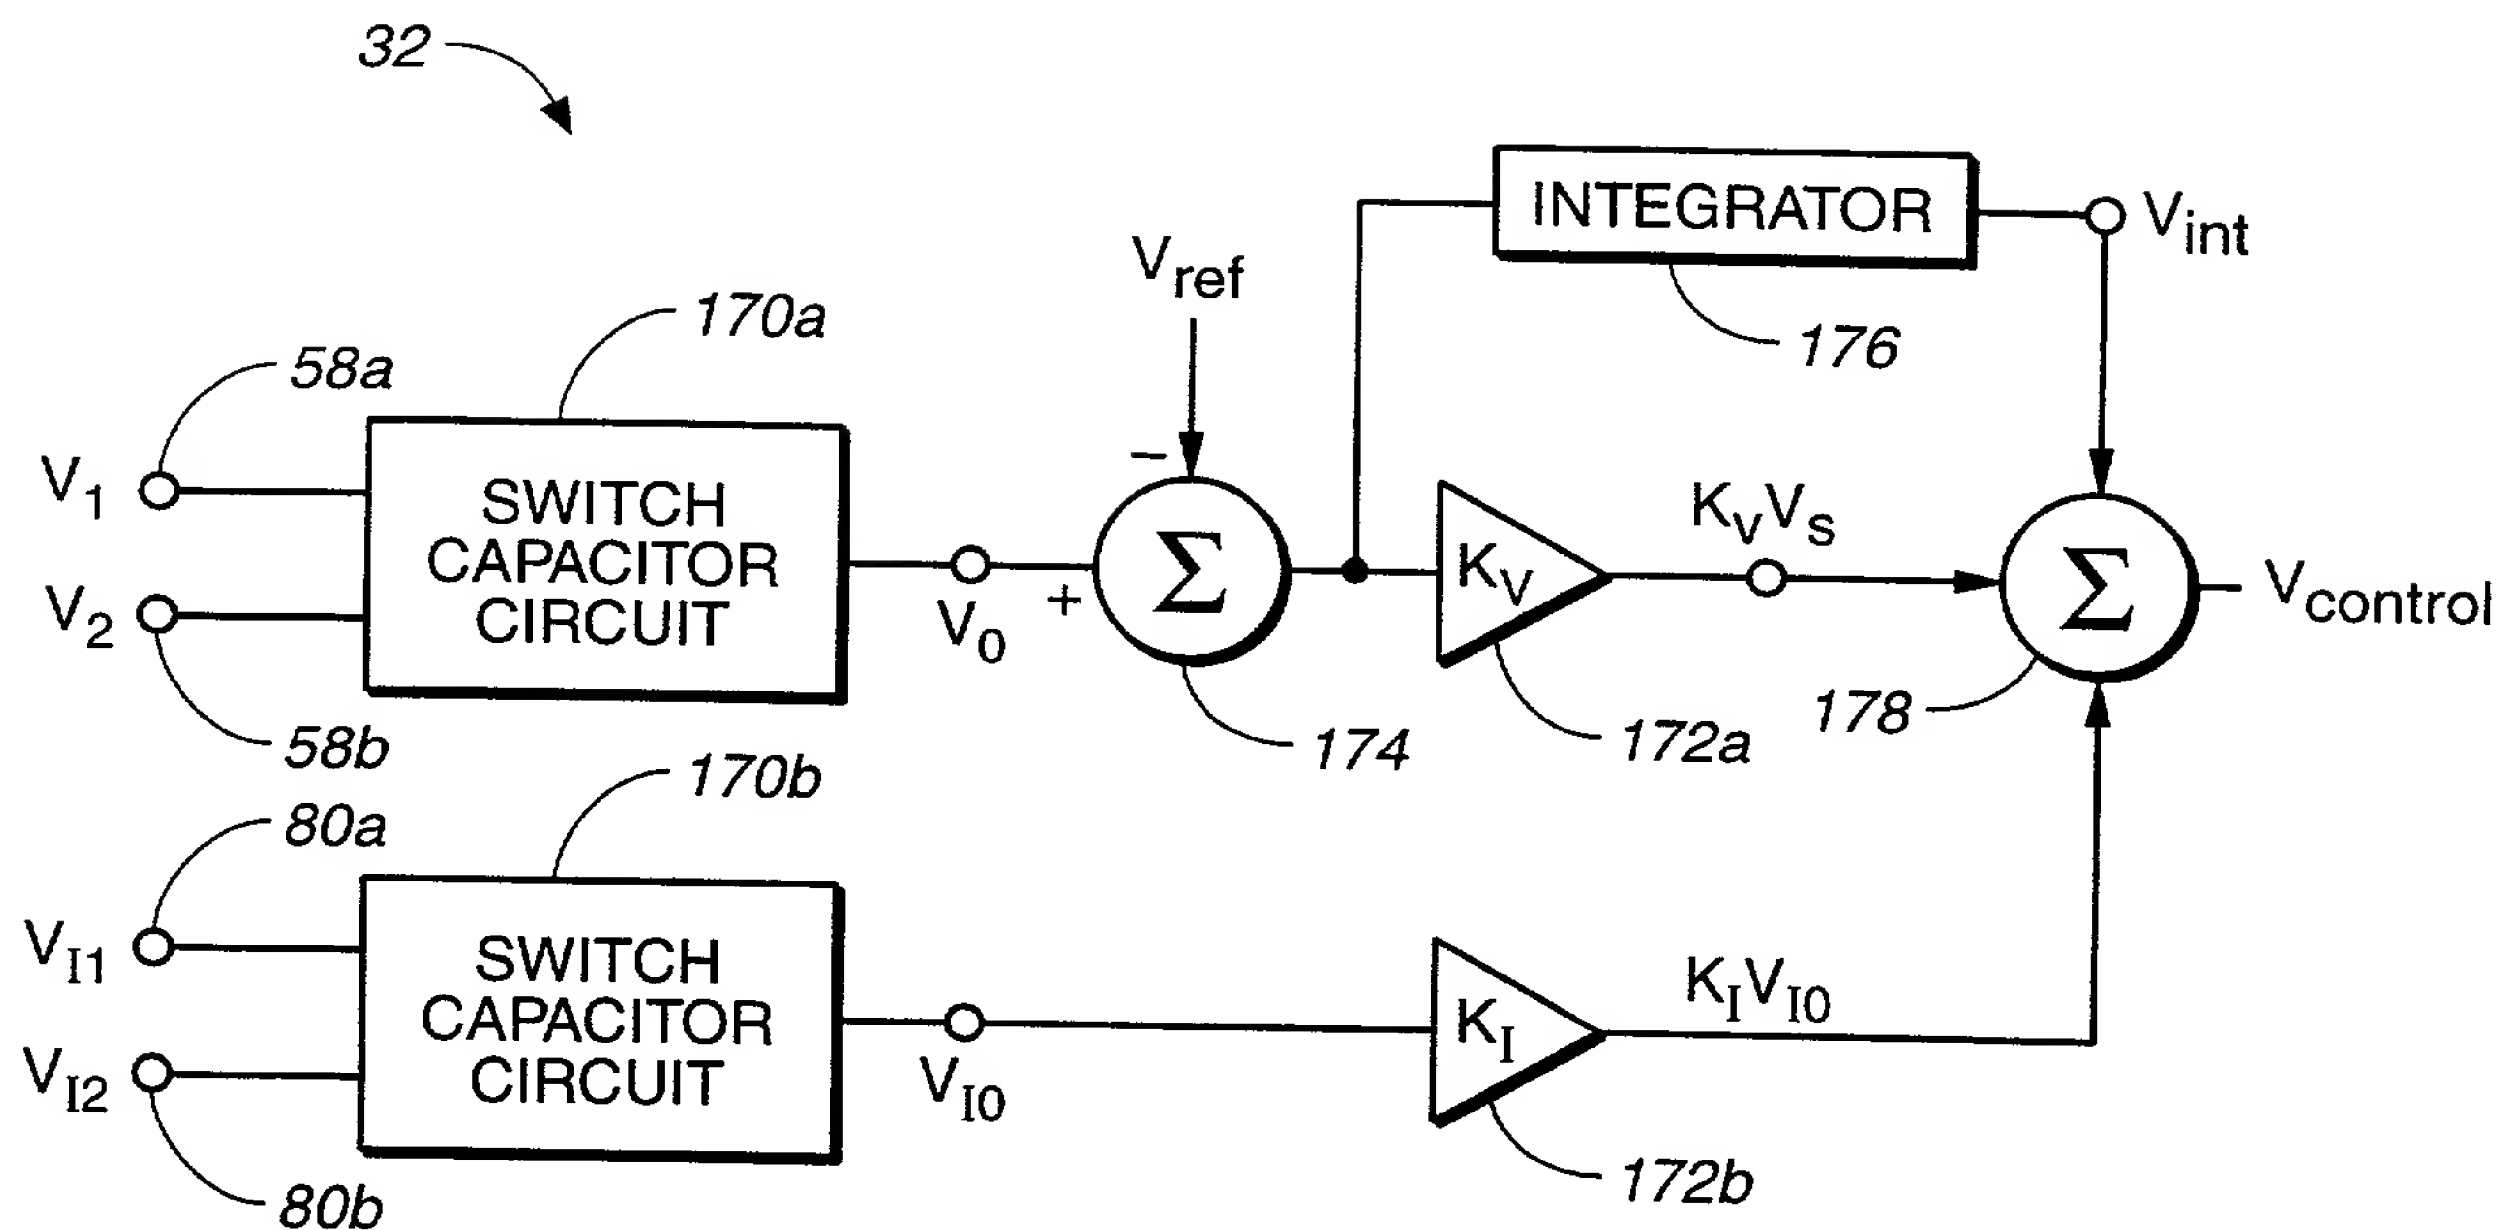 32
INTEGRATOR
Vint
Vref
176
170a
58a
V1
SWITCH
CAPACITOR
CIRCUIT
V2
58b
V0
+
−
Σ
174
KV
172a
KVVS
Σ
178
Vcontrol
170b
80a
VI1
SWITCH
CAPACITOR
CIRCUIT
VI2
80b
VI0
KI
KIVI0
172b